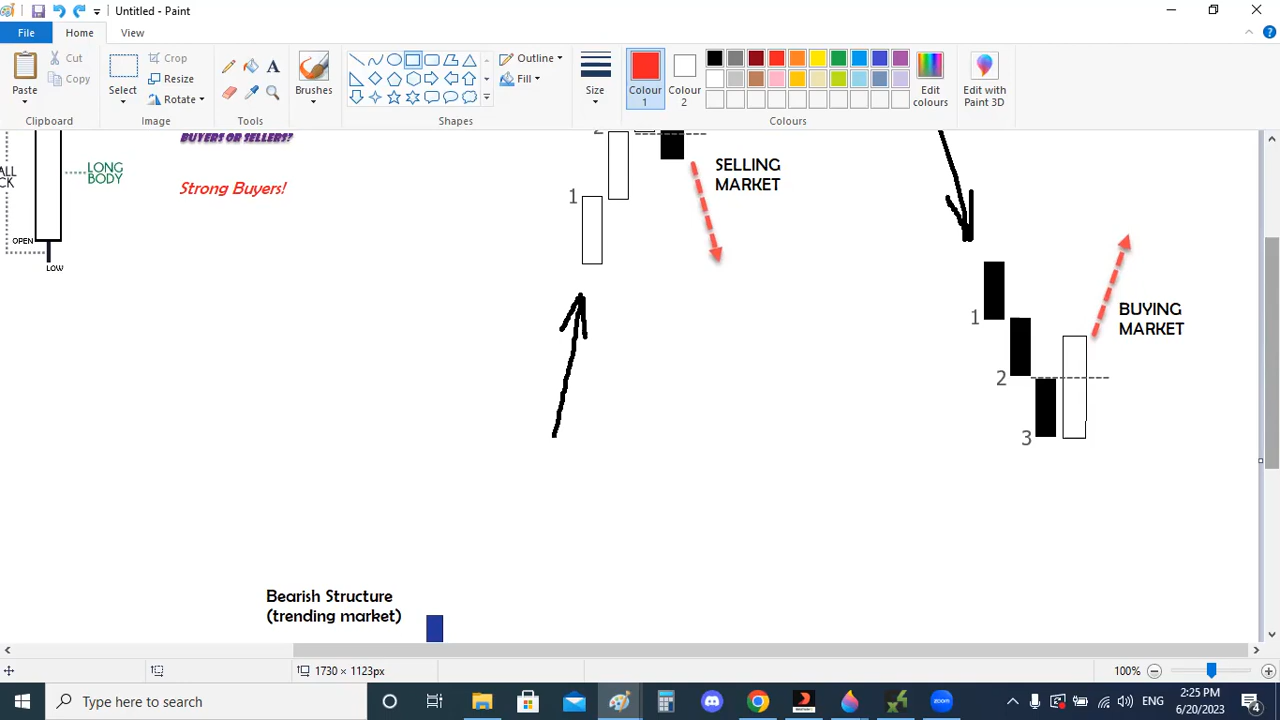 Untitled - Paint
File
Home
View
Paste
Cut
Copy
Clipboard
Select
Crop
Resize
Rotate
Image
A
Tools
Brushes
Outline
Fill
Shapes
Size
Colour
1
Colour
2
Colours
Edit
colours
Edit with
Paint 3D
BUYERS OR SELLERS?
LONG
BODY
Strong Buyers!
OPEN
LOW
2
1
SELLING
MARKET
1
2
3
BUYING
MARKET
Bearish Structure
(trending market)
1730 × 1123px
100%
Type here to search
zoom
ENG
2:25 PM
6/20/2023
4